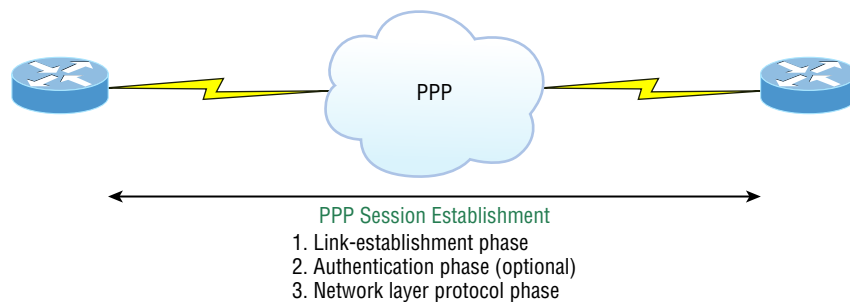 PPP
PPP Session Establishment
1. Link-establishment phase
2. Authentication phase (optional)
3. Network layer protocol phase